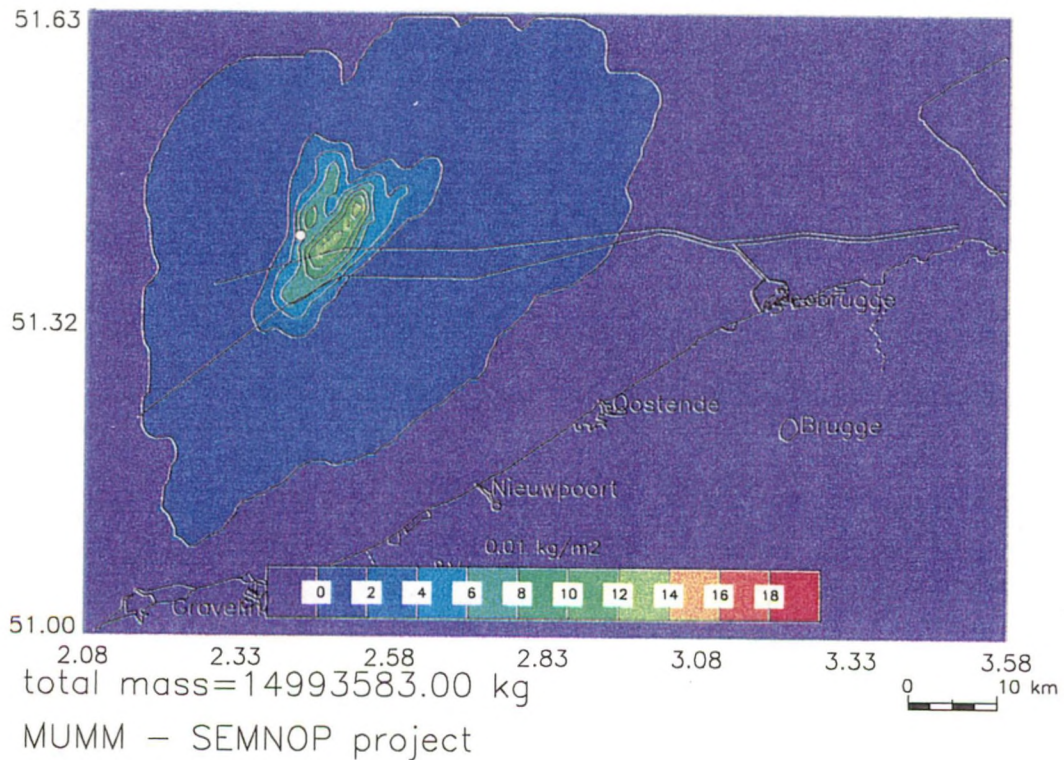 51.63
51.32
Zeebrugge
Oostende
Brugge
Nieuwpoort
0.01 kg/m2
0 2 4 6 8 10 12 14 16 18
51.00
2.08 2.33 2.58 2.83 3.08 3.33 3.58
total mass=14993583.00 kg
0 10 km
MUMM - SEMNOP project